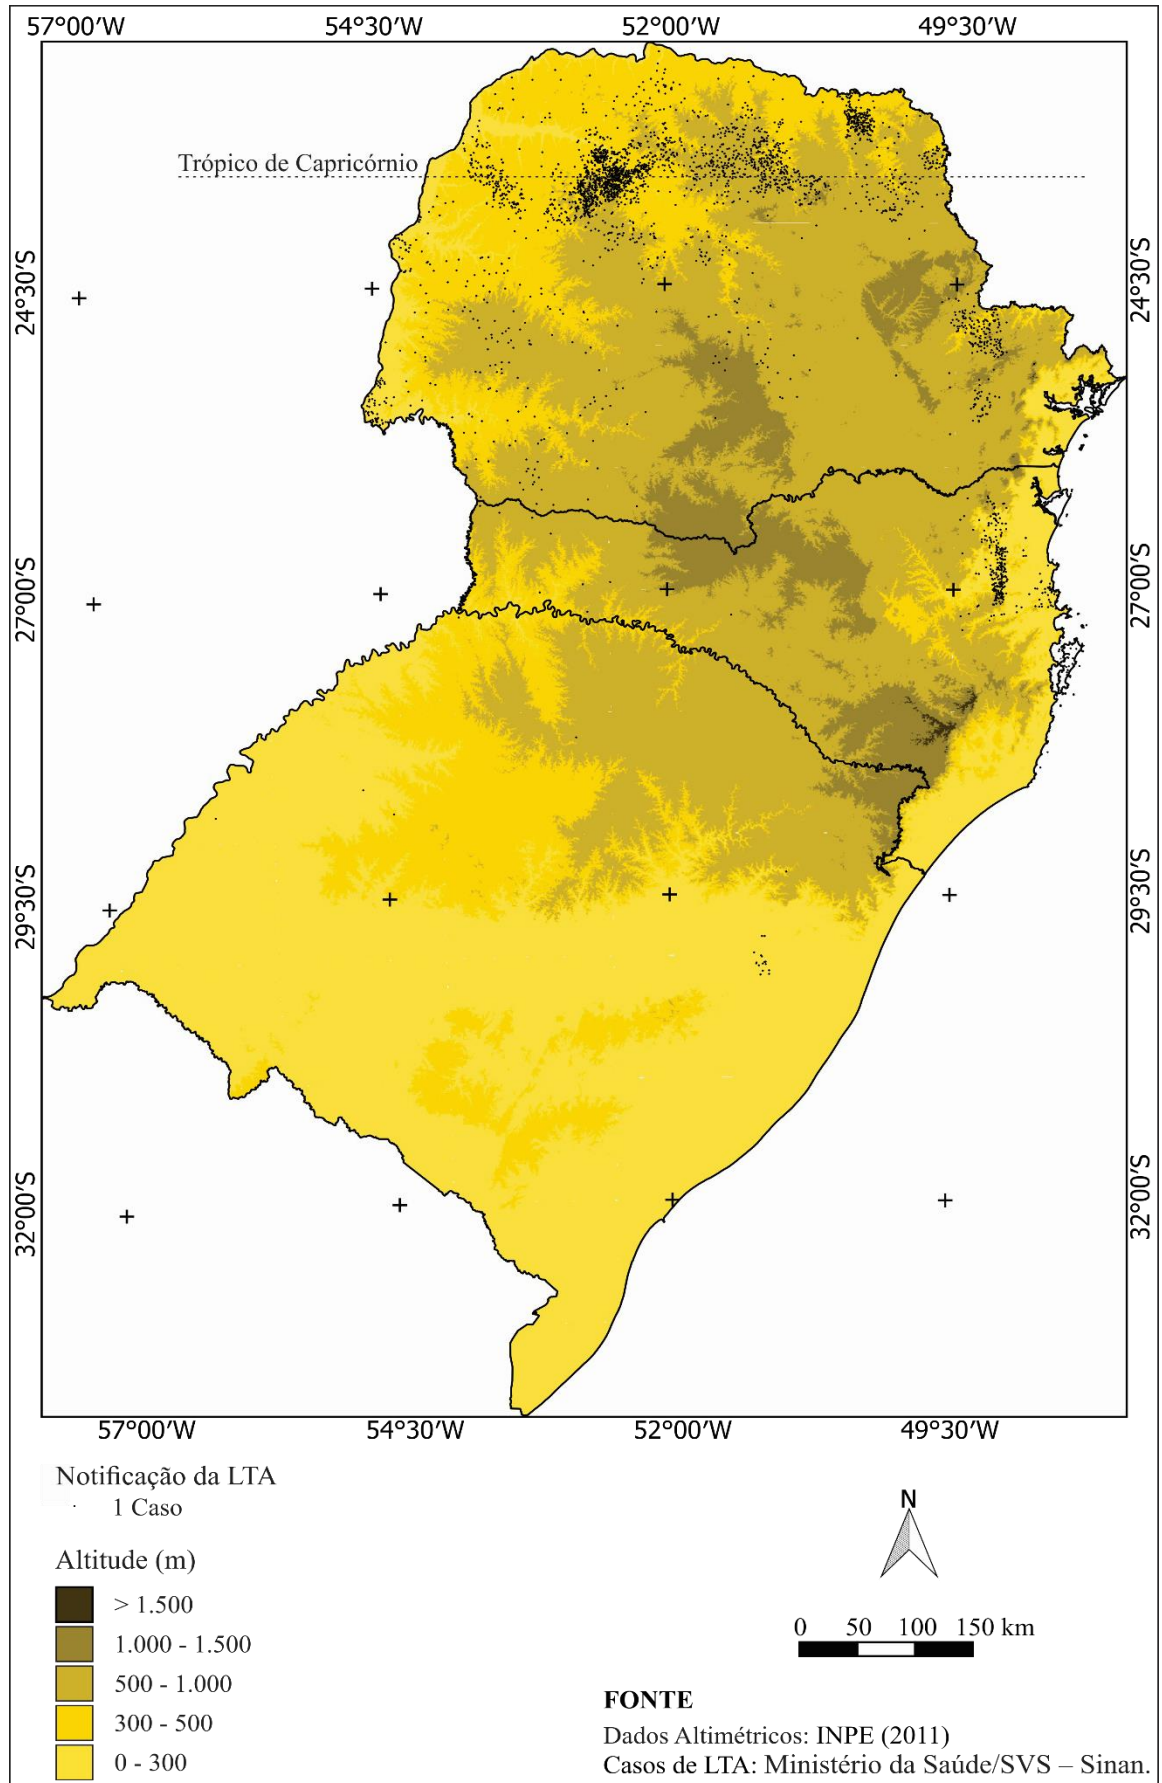 57°00′W 54°30′W 52°00′W 49°30′W
Trópico de Capricórnio
24°30′S 24°30′S
27°00′S 27°00′S
29°30′S 29°30′S
32°00′S 32°00′S
57°00′W 54°30′W 52°00′W 49°30′W
Notificação da LTA
1 Caso
Altitude (m)
> 1.500
1.000 - 1.500
500 - 1.000
300 - 500
0 - 300
N
0 50 100 150 km
FONTE
Dados Altimétricos: INPE (2011)
Casos de LTA: Ministério da Saúde/SVS – Sinan.